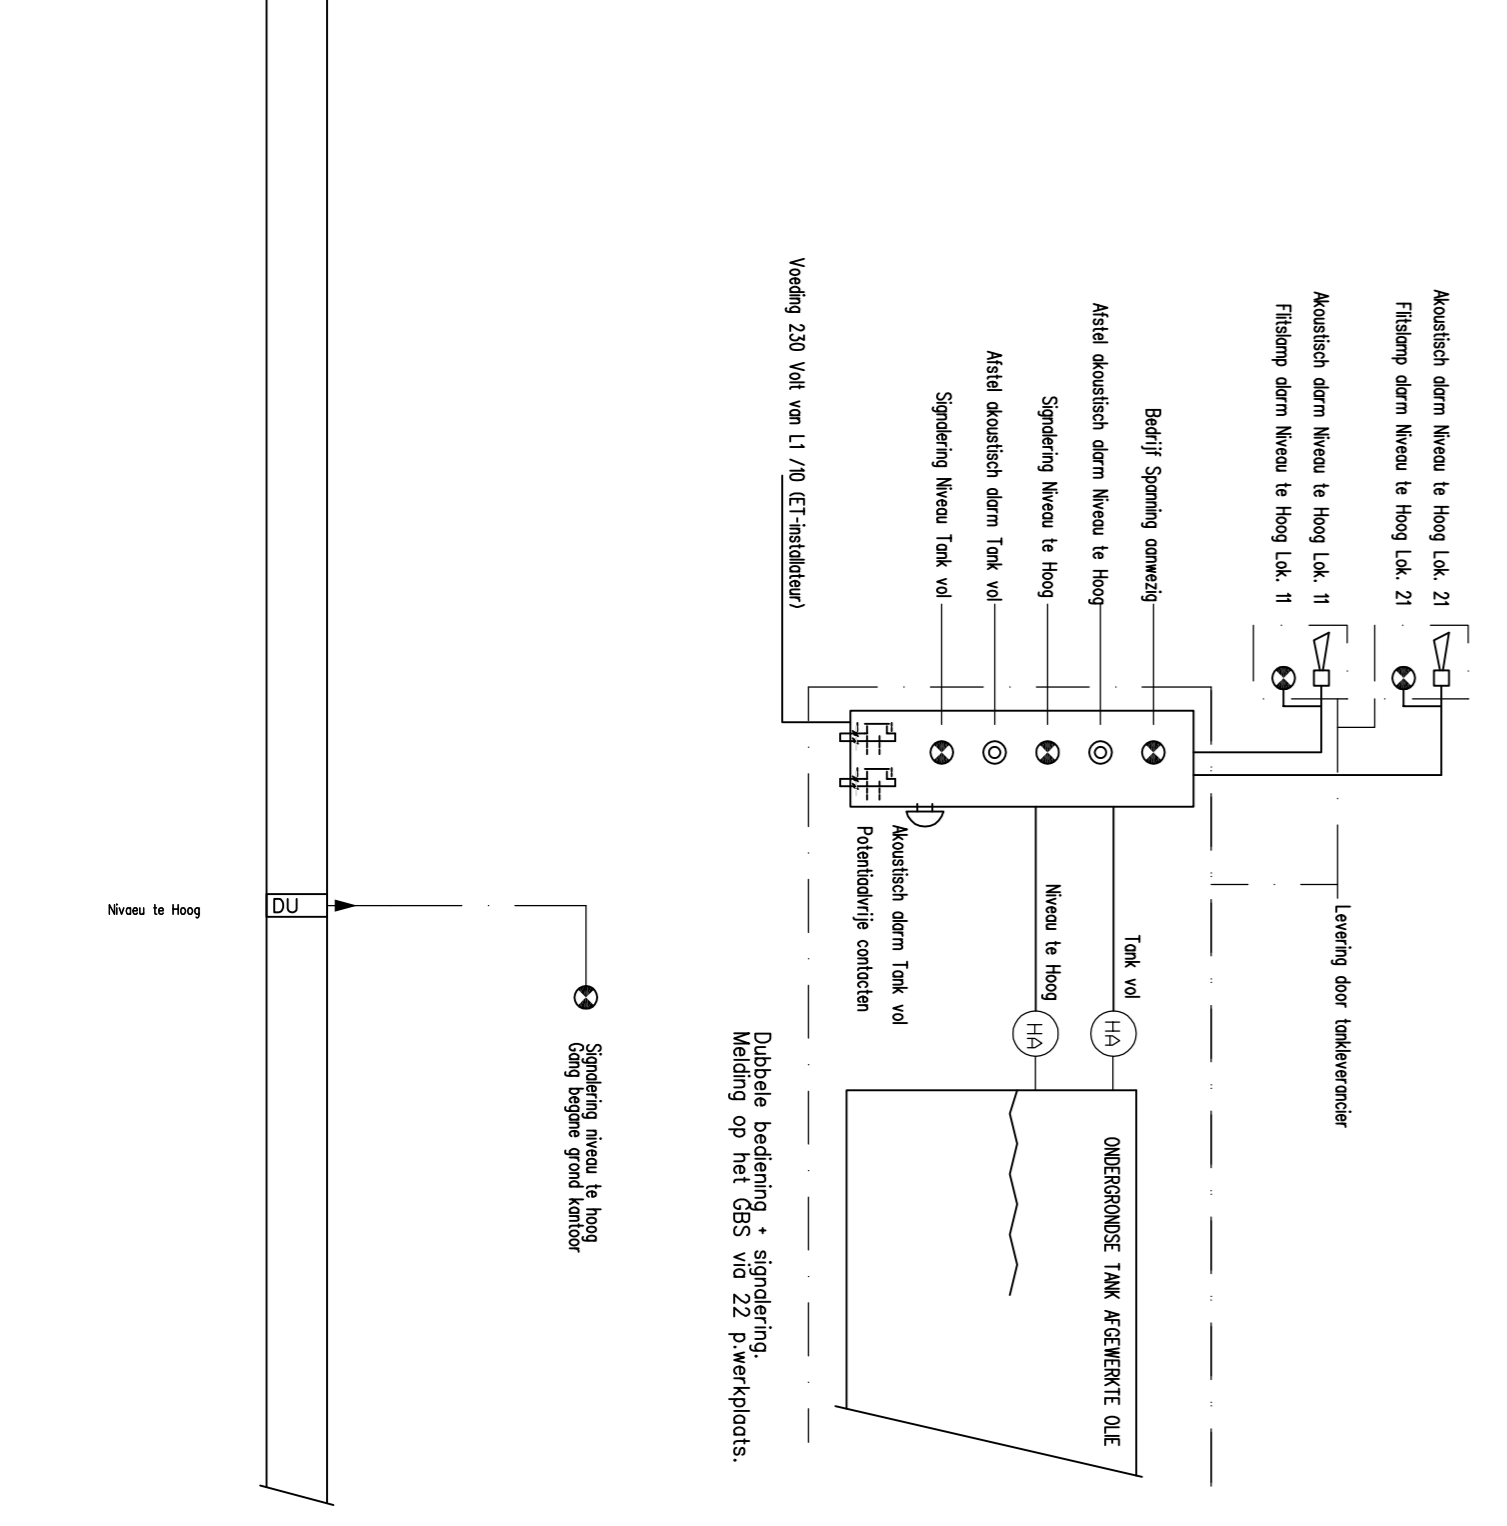 Akoustisch alarm Niveau te Hoog Lok. 21
Flitslamp alarm Niveau te Hoog Lok. 21
Akoustisch alarm Niveau te Hoog Lok. 11
Flitslamp alarm Niveau te Hoog Lok. 11
Bedrijf Spanning aanwezig
Afstel akoustisch alarm Niveau te Hoog
Signalering Niveau te Hoog
Afstel akoustisch alarm Tank vol
Signalering Niveau Tank vol
Voeding 230 Volt van L1 /10 (ET-installateur)
Levering door tankleverancier
Tank vol
Niveau te Hoog
Akoustisch alarm Tank vol
Potentiaalvrije contacten
HA
HA
ONDERGRONDSE TANK AFGEWERKTE OLIE
Dubbele bediening + signalering.
Melding op het GBS via 22 p.werkplaats.
Signalering niveau te hoog
Gang begane grond kantoor
DU
Nivaeu te Hoog